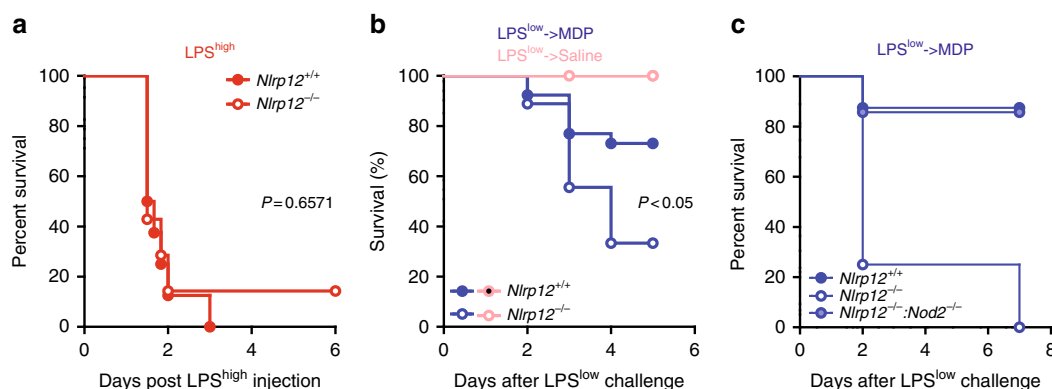 a
LPS^high
Nlrp12^+/+
Nlrp12^−/−
P = 0.6571
Percent survival
100
80
60
40
20
0
0 2 4 6
Days post LPS^high injection
b
LPS^low->MDP
LPS^low->Saline
P < 0.05
Survival (%)
100
80
60
40
20
0
Nlrp12^+/+
Nlrp12^−/−
0 2 4 6
Days after LPS^low challenge
c
LPS^low->MDP
Percent survival
100
80
60
40
20
0
Nlrp12^+/+
Nlrp12^−/−
Nlrp12^−/−:Nod2^−/−
0 2 4 6 8
Days after LPS^low challenge